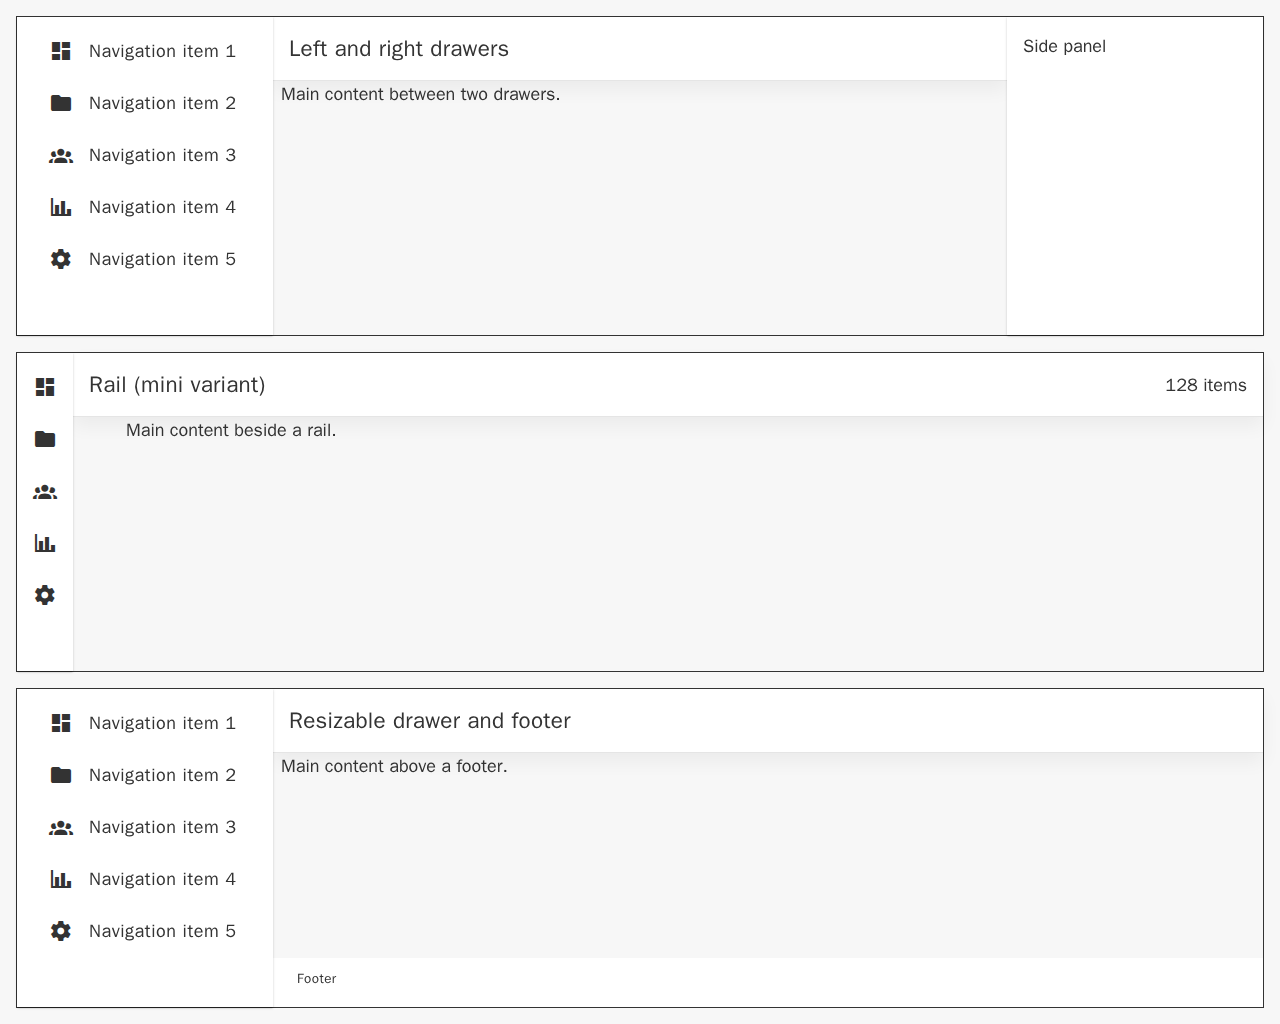 Navigation item 1
Navigation item 2
Navigation item 3
Navigation item 4
Navigation item 5
Left and right drawers
Main content between two drawers.
Side panel
Rail (mini variant)
128 items
Main content beside a rail.
Navigation item 1
Navigation item 2
Navigation item 3
Navigation item 4
Navigation item 5
Resizable drawer and footer
Main content above a footer.
Footer